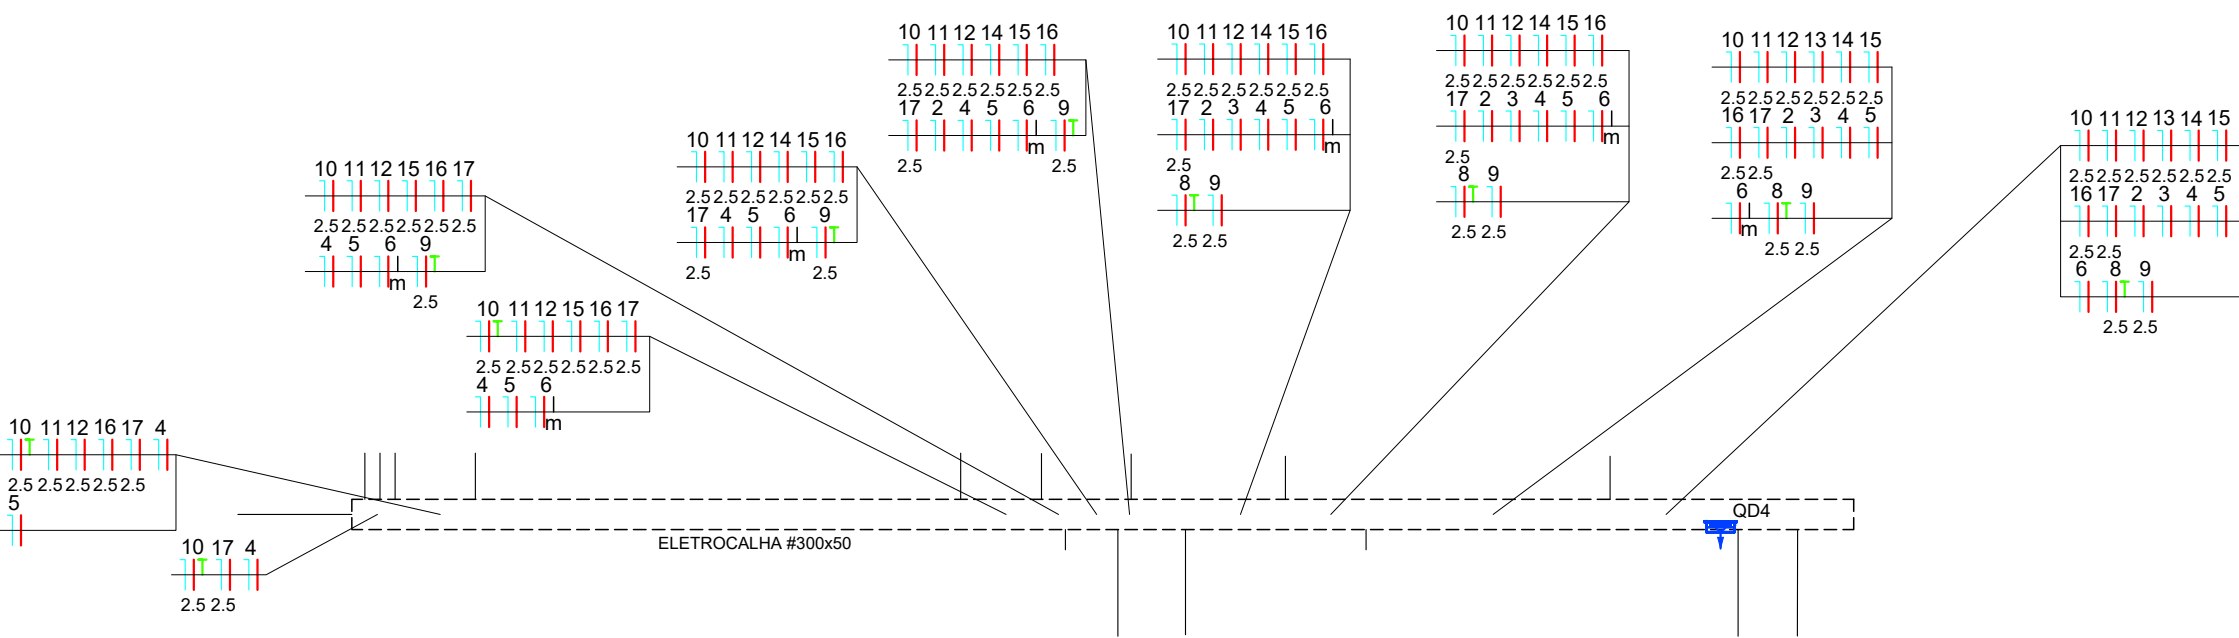 10 11 12 14 15 16
2.5 2.5 2.5 2.5 2.5 2.5
17 2 4 5 6 9
m
2.5 2.5
10 11 12 14 15 16
2.5 2.5 2.5 2.5 2.5 2.5
17 2 3 4 5 6
m
2.5
8 9
2.5 2.5
10 11 12 14 15 16
2.5 2.5 2.5 2.5 2.5 2.5
17 2 3 4 5 6
m
2.5
8 9
2.5 2.5
10 11 12 13 14 15
2.5 2.5 2.5 2.5 2.5 2.5
16 17 2 3 4 5
2.5 2.5
6 8 9
m
2.5 2.5
10 11 12 13 14 15
2.5 2.5 2.5 2.5 2.5 2.5
16 17 2 3 4 5
2.5 2.5
6 8 9
2.5 2.5
10 11 12 14 15 16
2.5 2.5 2.5 2.5 2.5 2.5
17 4 5 6 9
m
2.5 2.5
10 11 12 15 16 17
2.5 2.5 2.5 2.5 2.5 2.5
4 5 6 9
m
2.5
10 11 12 15 16 17
2.5 2.5 2.5 2.5 2.5 2.5
4 5 6
m
10 11 12 16 17 4
2.5 2.5 2.5 2.5 2.5
5
10 17 4
2.5 2.5
QD4
ELETROCALHA #300x50